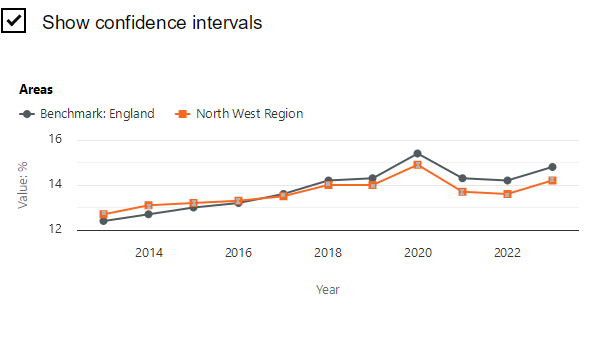 Show confidence intervals
Areas
Benchmark: England North West Region
16
14
12
Value: %
2014 2016 2018 2020 2022
Year